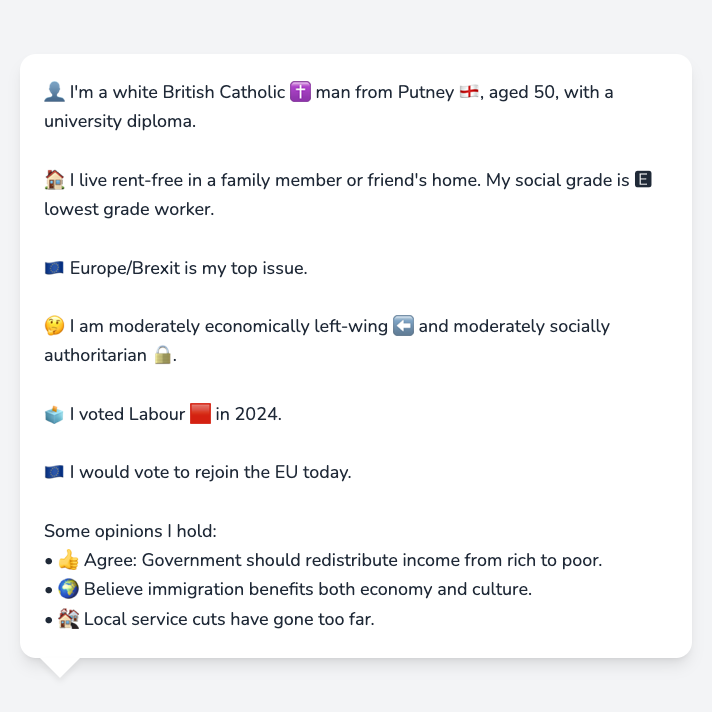 👤 I'm a white British Catholic ✝️ man from Putney 🏴󠁧󠁢󠁥󠁮󠁧󠁿, aged 50, with a
university diploma.
🏠 I live rent-free in a family member or friend's home. My social grade is 🅴
lowest grade worker.
🇪🇺 Europe/Brexit is my top issue.
🤔 I am moderately economically left-wing ⬅️ and moderately socially
authoritarian 🔒.
🗳️ I voted Labour 🟥 in 2024.
🇪🇺 I would vote to rejoin the EU today.
Some opinions I hold:
• 👍 Agree: Government should redistribute income from rich to poor.
• 🌍 Believe immigration benefits both economy and culture.
• 🏚️ Local service cuts have gone too far.